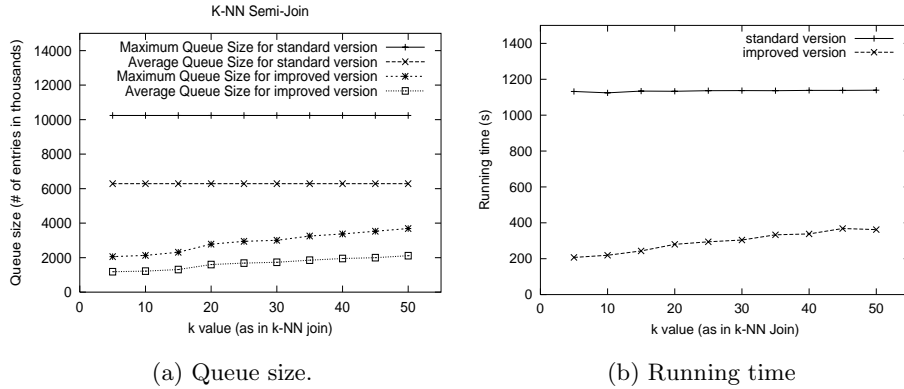 K-NN Semi-Join
Queue size (# of entries in thousands)
14000
12000
10000
8000
6000
4000
2000
0
Maximum Queue Size for standard version
Average Queue Size for standard version
Maximum Queue Size for improved version
Average Queue Size for improved version
0 10 20 30 40 50
k value (as in k-NN join)
(a) Queue size.
Running time (s)
1400
1200
1000
800
600
400
200
0
standard version
improved version
0 10 20 30 40 50
k value (as in k-NN Join)
(b) Running time